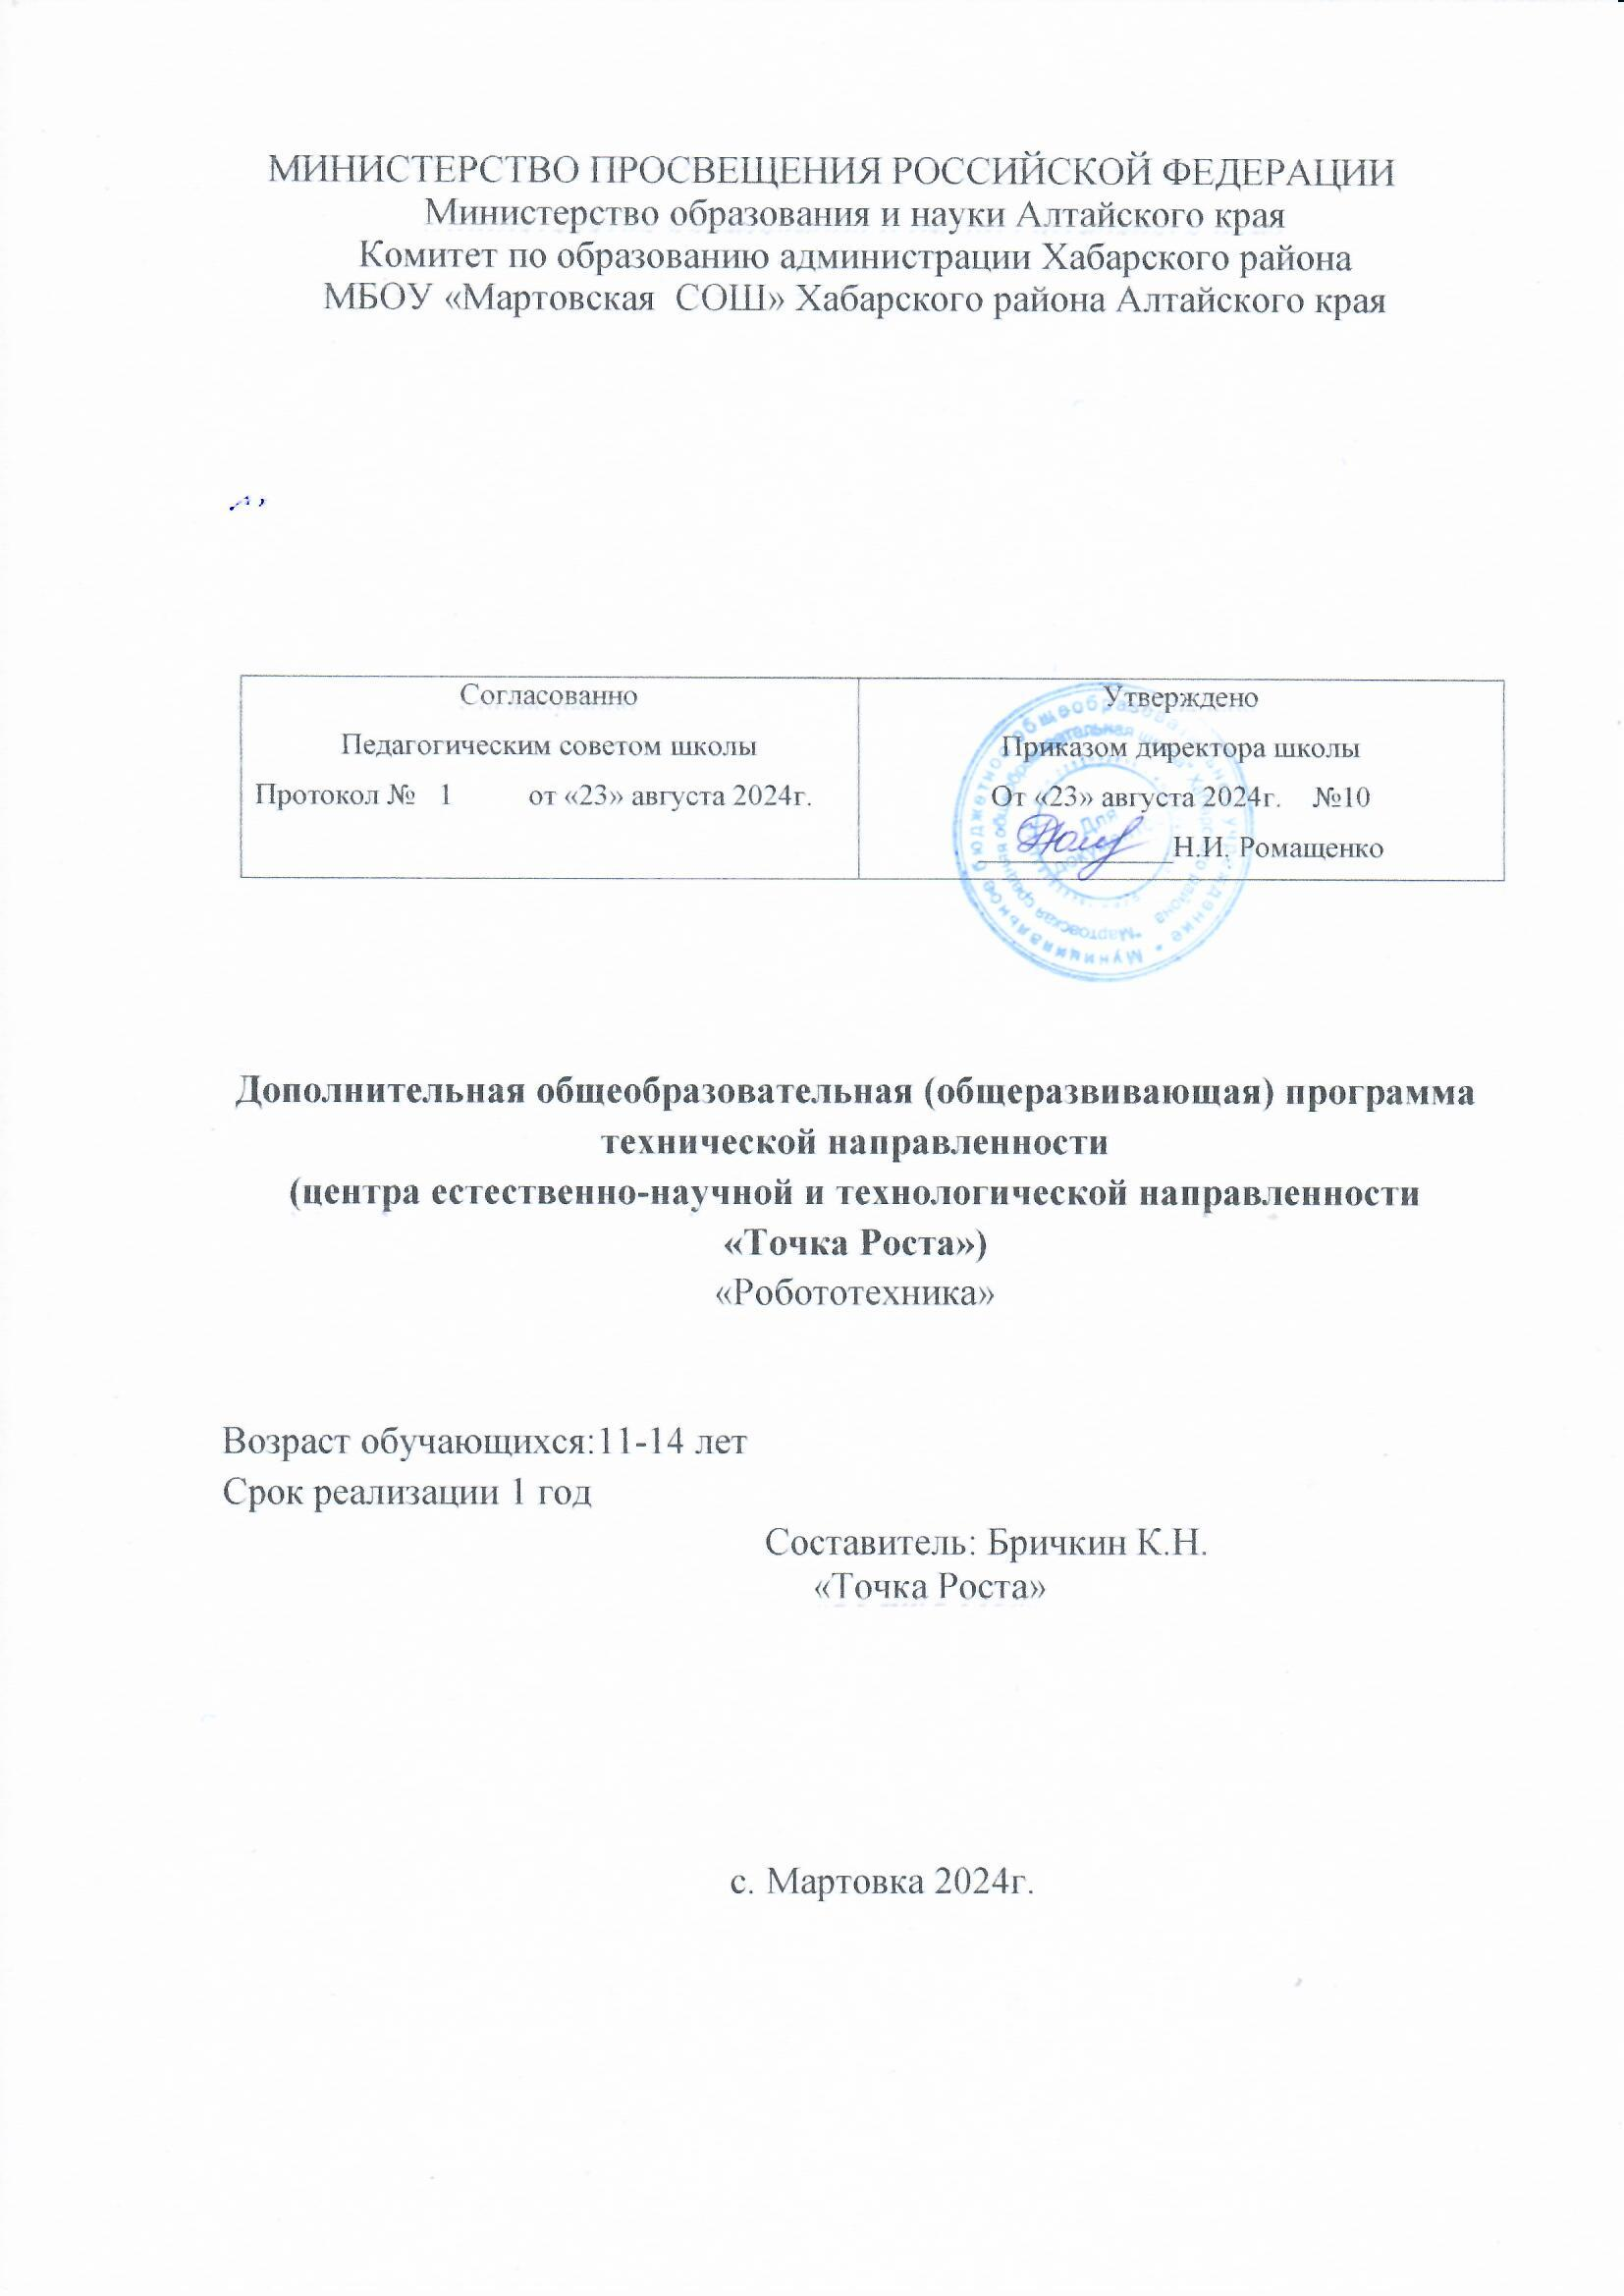 МИНИСТЕРСТВО ПРОСВЕЩЕНИЯ РОССИЙСКОЙ ФЕДЕРАЦИИ
Министерство образования и науки Алтайского края
Комитет по образованию администрации Хабарского района
МБОУ «Мартовская СОШ» Хабарского района Алтайского края
Согласованно
Педагогическим советом школы
Протокол № 1 от «23» августа 2024г.
Утверждено
Приказом директора школы
От «23» августа 2024г. №10
Н.И. Ромащенко
Для
Дополнительная общеобразовательная (общеразвивающая) программа
технической направленности
(центра естественно-научной и технологической направленности
«Точка Роста»)
«Робототехника»
Возраст обучающихся:11-14 лет
Срок реализации 1 год
Составитель: Бричкин К.Н.
«Точка Роста»
с. Мартовка 2024г.